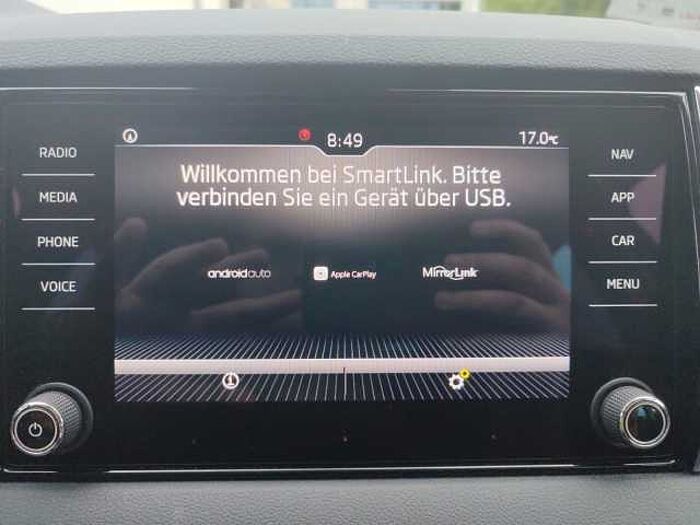 8:49
17.0°C
RADIO
MEDIA
PHONE
VOICE
Willkommen bei SmartLink. Bitte
verbinden Sie ein Gerät über USB.
androidauto
Apple CarPlay
MirrorLink
NAV
APP
CAR
MENU